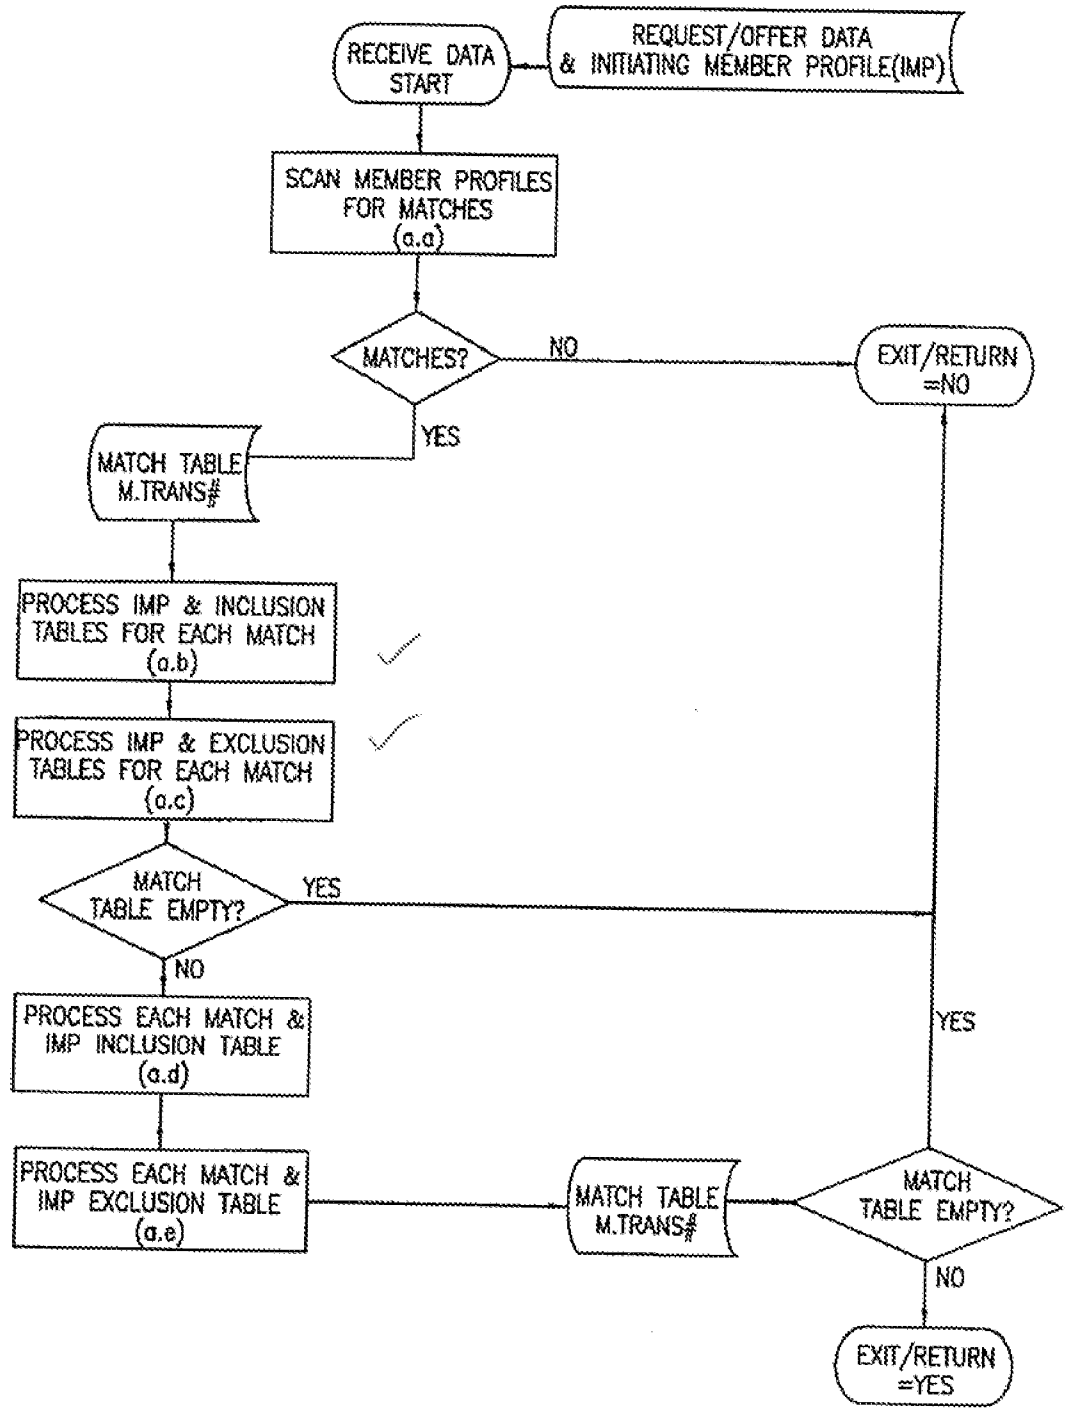 RECEIVE DATA
START
REQUEST/OFFER DATA
& INITIATING MEMBER PROFILE(IMP)
SCAN MEMBER PROFILES
FOR MATCHES
(a.a)
MATCHES?
NO
EXIT/RETURN
=NO
YES
MATCH TABLE
M.TRANS#
PROCESS IMP & INCLUSION
TABLES FOR EACH MATCH
(a.b)
PROCESS IMP & EXCLUSION
TABLES FOR EACH MATCH
(a.c)
MATCH
TABLE EMPTY?
YES
NO
PROCESS EACH MATCH &
IMP INCLUSION TABLE
(a.d)
YES
PROCESS EACH MATCH &
IMP EXCLUSION TABLE
(a.e)
MATCH TABLE
M.TRANS#
MATCH
TABLE EMPTY?
NO
EXIT/RETURN
=YES